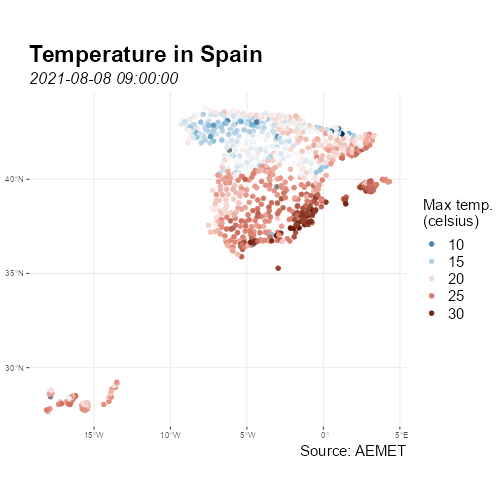 Temperature in Spain
2021-08-08 09:00:00
40°N
35°N
30°N
15°W
10°W
5°W
0°
5°E
Max temp.
(celsius)
10
15
20
25
30
Source: AEMET